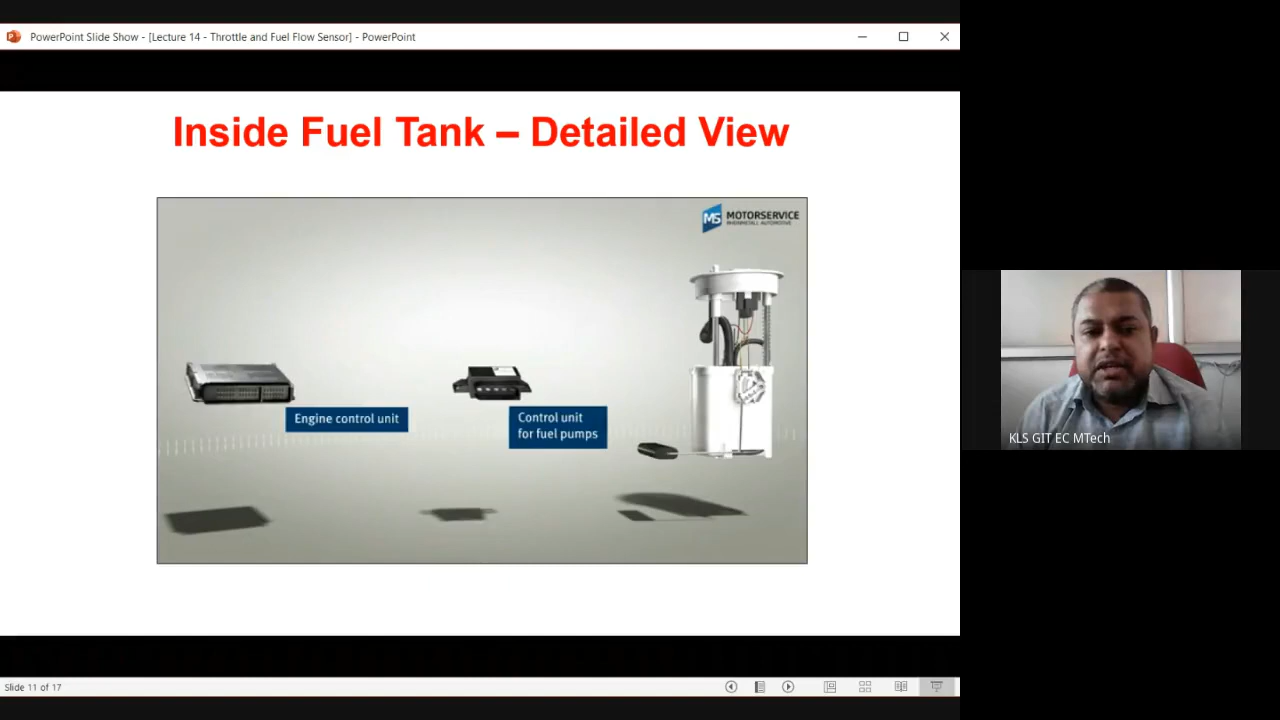 PowerPoint Slide Show - [Lecture 14 - Throttle and Fuel Flow Sensor] - PowerPoint
Inside Fuel Tank – Detailed View
MS MOTORSERVICE
RHEINMETALL AUTOMOTIVE
Engine control unit
Control unit
for fuel pumps
KLS GIT EC MTech
Slide 11 of 17